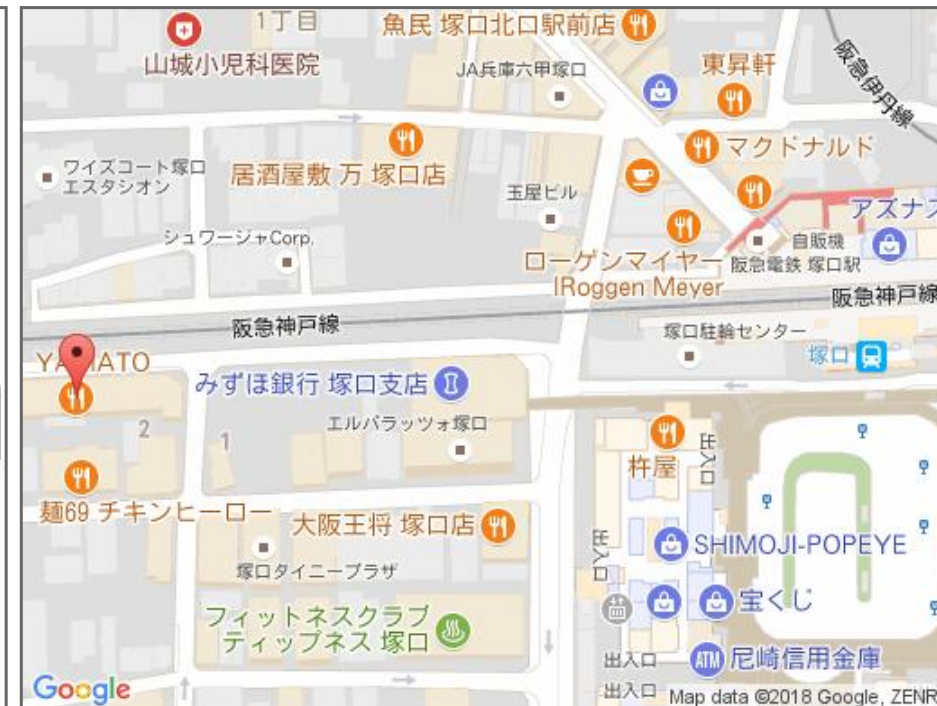 1丁目
魚民 塚口北口駅前店
山城小児科医院
JA兵庫六甲塚口
東昇軒
阪急伊丹線
マクドナルド
居酒屋敷 万 塚口店
ワイズコート塚口
エスタシオン
玉屋ビル
アズナス
シュワージャCorp.
自販機
ローゲンマイヤー
lRoggen Meyer
阪急電鉄 塚口駅
阪急神戸線
阪急神戸線
塚口駐輪センター
塚口
YAMATO
みずほ銀行 塚口支店
エルパラッツォ塚口
2
1
出入口
杵屋
麺69 チキンヒーロー
大阪王将 塚口店
出入口
SHIMOJI-POPEYE
塚口タイニープラザ
宝くじ
フィットネスクラブ
ティップネス 塚口
出入口
ATM
尼崎信用金庫
Google
出入口
Map data ©2018 Google, ZENR